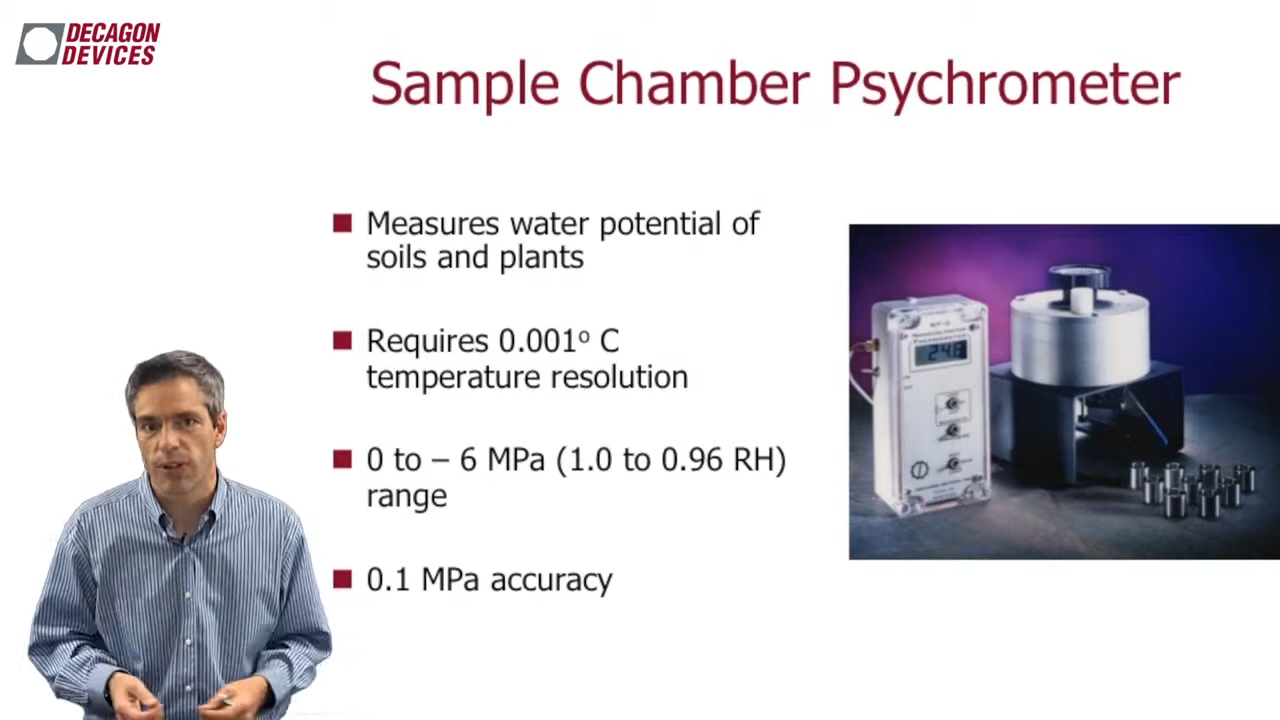 DECAGON
DEVICES
Sample Chamber Psychrometer
■ Measures water potential of
soils and plants
■ Requires 0.001º C
temperature resolution
■ 0 to – 6 MPa (1.0 to 0.96 RH)
range
■ 0.1 MPa accuracy